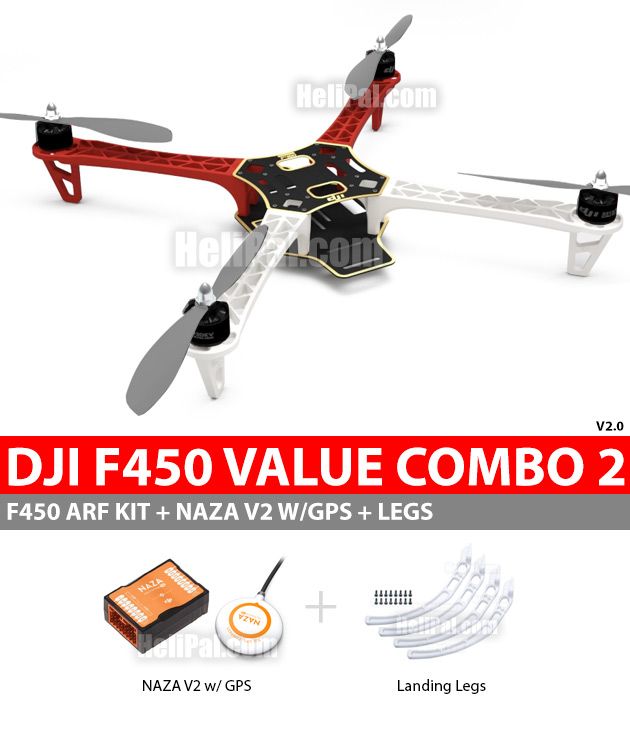 HeliPal.com
HeliPal.com
V2.0
DJI F450 VALUE COMBO 2
F450 ARF KIT + NAZA V2 W/GPS + LEGS
NAZA
NAZA
HeliPal.com
HeliPal.com
NAZA V2 w/ GPS
Landing Legs